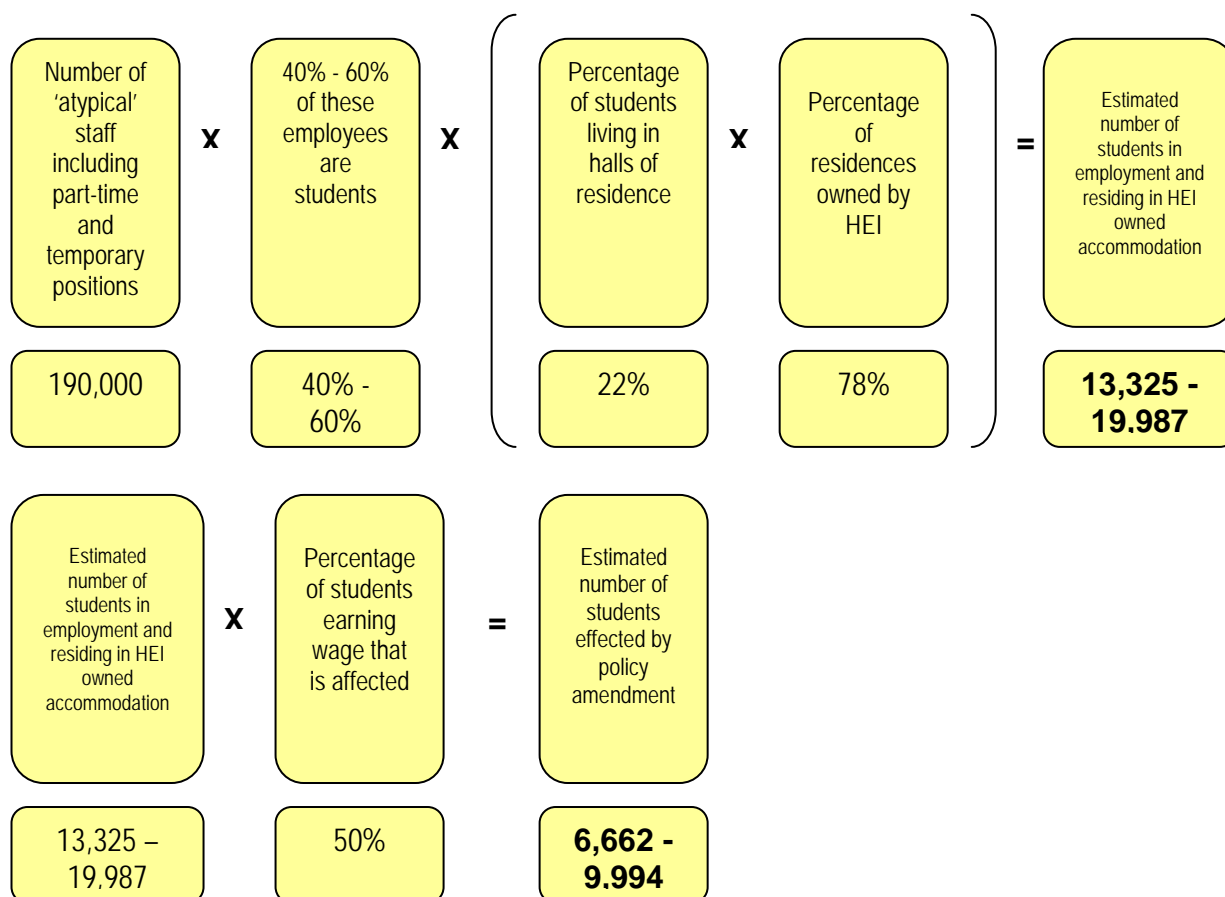 Number of
‘atypical’
staff
including
part-time
and
temporary
positions
x
40% - 60%
of these
employees
are
students
x
Percentage
of students
living in
halls of
residence
x
Percentage
of
residences
owned by
HEI
=
Estimated
number of
students in
employment and
residing in HEI
owned
accommodation
190,000
40% -
60%
22%
78%
13,325 -
19,987
Estimated
number of
students in
employment and
residing in HEI
owned
accommodation
x
Percentage
of students
earning
wage that
is affected
=
Estimated
number of
students
effected by
policy
amendment
13,325 –
19,987
50%
6,662 -
9,994